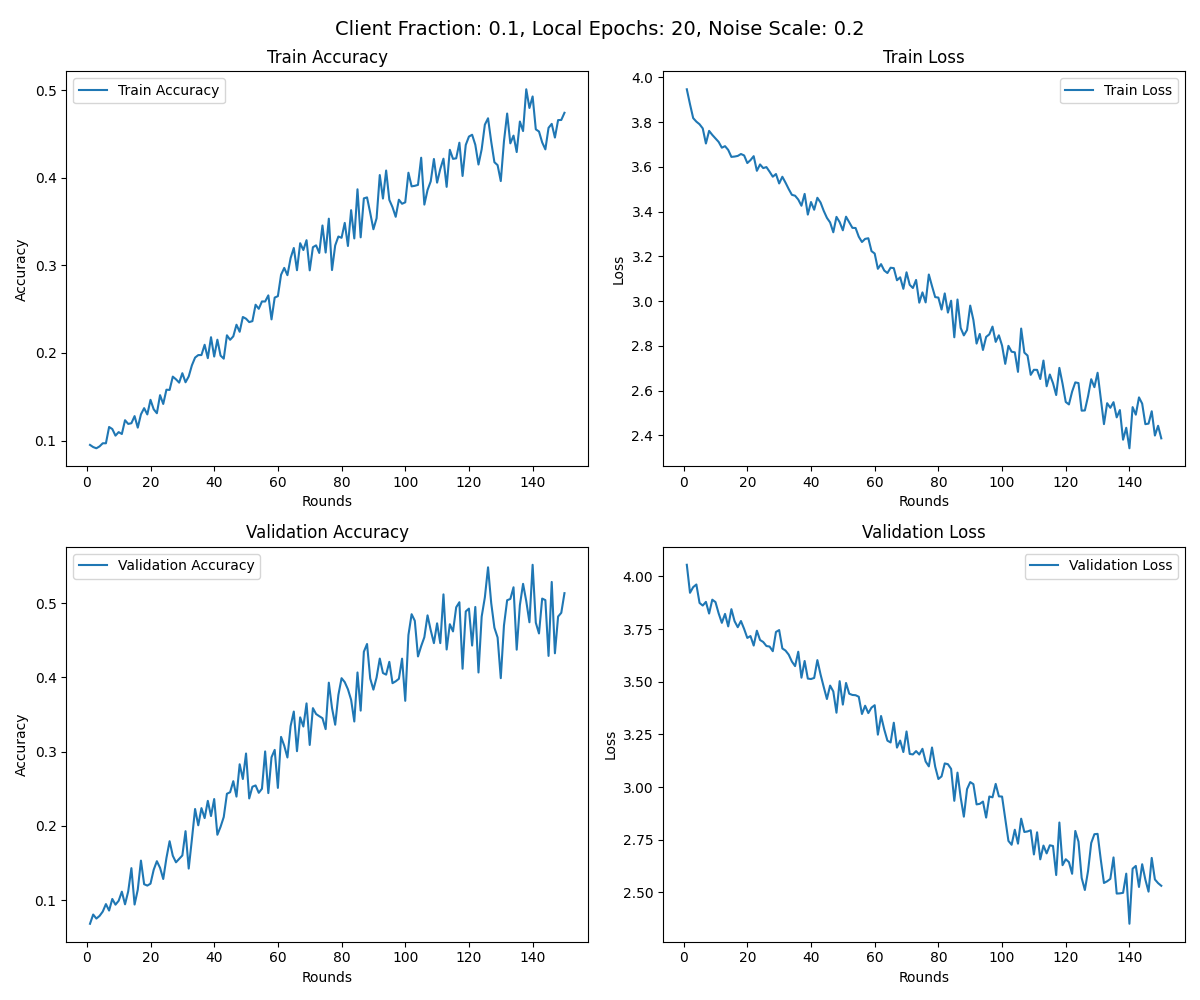 Client Fraction: 0.1, Local Epochs: 20, Noise Scale: 0.2
Train Accuracy
Train Accuracy
0.5
0.4
0.3
0.2
0.1
Accuracy
0 20 40 60 80 100 120 140
Rounds
Train Loss
Train Loss
4.0
3.8
3.6
3.4
3.2
3.0
2.8
2.6
2.4
Loss
0 20 40 60 80 100 120 140
Rounds
Validation Accuracy
Validation Accuracy
0.5
0.4
0.3
0.2
0.1
Accuracy
0 20 40 60 80 100 120 140
Rounds
Validation Loss
Validation Loss
4.00
3.75
3.50
3.25
3.00
2.75
2.50
Loss
0 20 40 60 80 100 120 140
Rounds